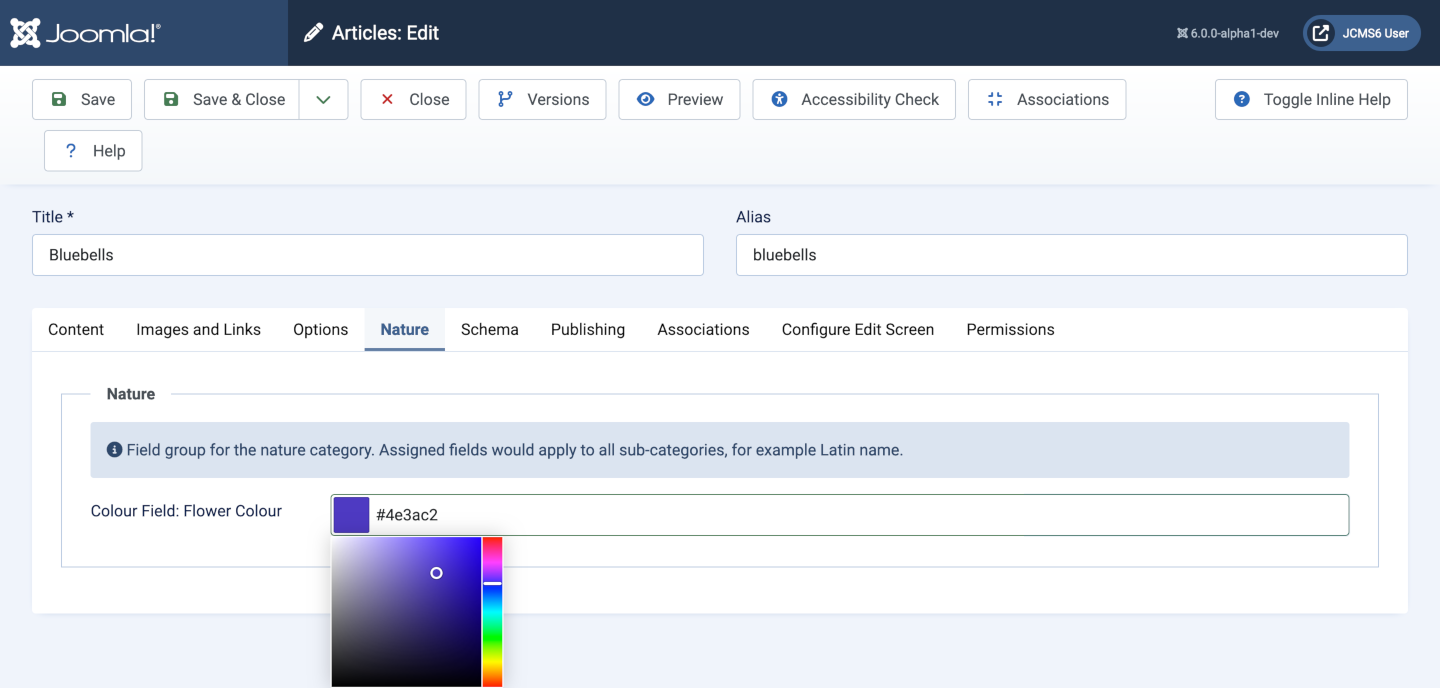 Joomla!®
Articles: Edit
6.0.0-alpha1-dev
JCMS6 User
Save
Save & Close
Close
Versions
Preview
Accessibility Check
Associations
Toggle Inline Help
Help
Title *
Alias
Bluebells
bluebells
Content
Images and Links
Options
Nature
Schema
Publishing
Associations
Configure Edit Screen
Permissions
Nature
Field group for the nature category. Assigned fields would apply to all sub-categories, for example Latin name.
Colour Field: Flower Colour
#4e3ac2